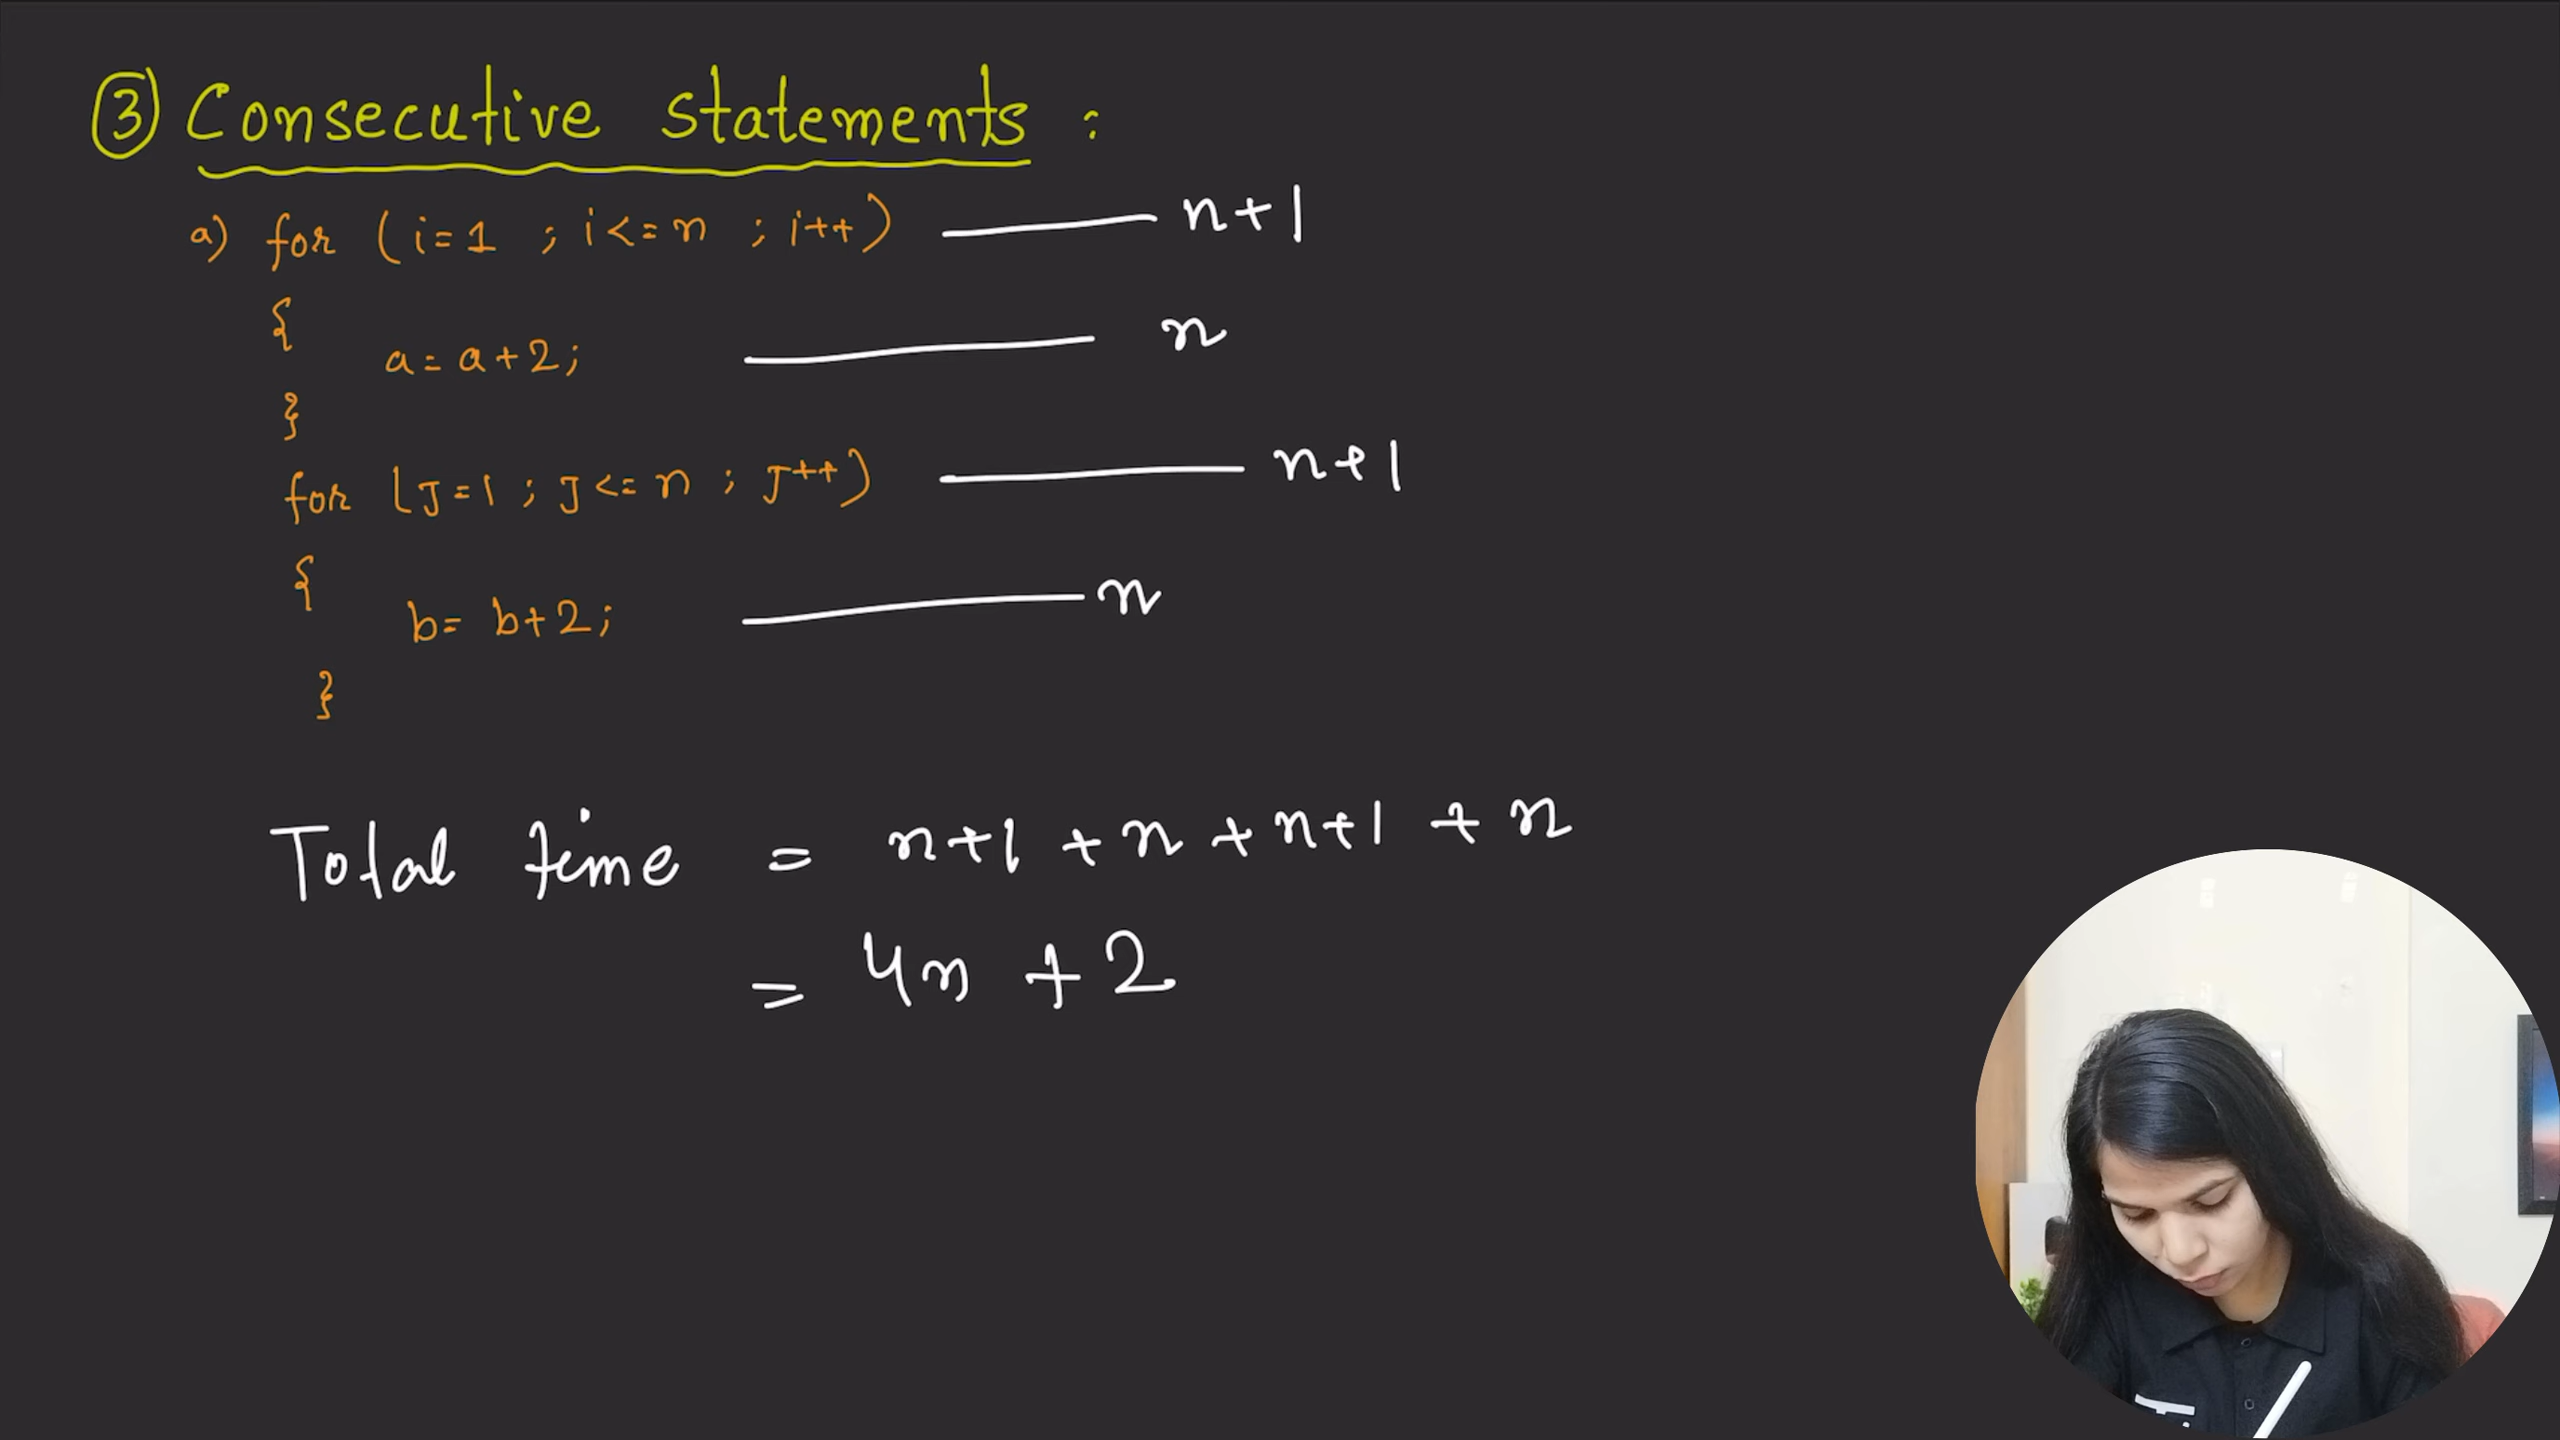 ③ Consecutive statements :
a) for (i=1 ; i<=n ; i++) ——— n+1
{
a = a+2; ——— n
}
for (J=1 ; J<=n ; J++) ——— n+1
{
b= b+2; ——— n
}
Total time = n+1 + n + n+1 + n
= 4n + 2